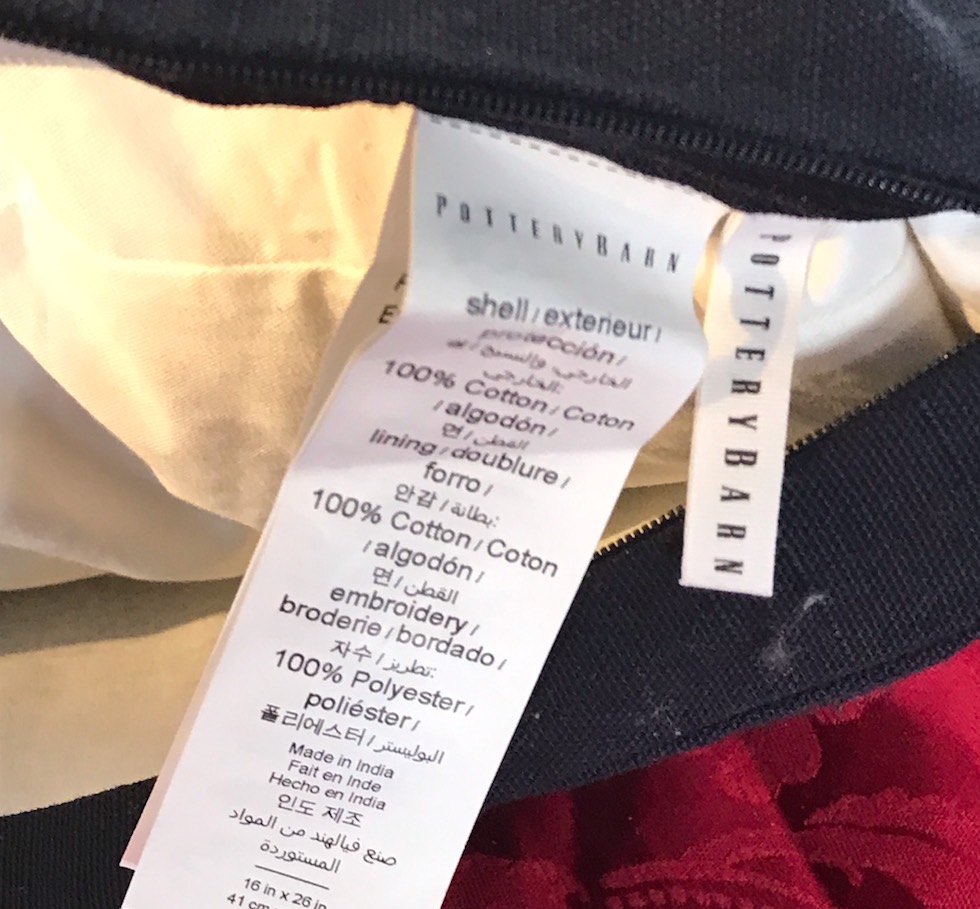 POTTERYBARN
shell / exterieur /
protección /
الخارجي:
100% Cotton / Coton
/ algodón /
면 / القطن
lining / doublure /
forro /
안감 / بطانة:
100% Cotton / Coton
/ algodón /
면 / القطن
embroidery /
broderie / bordado /
자수 / تطريز:
100% Polyester /
poliéster /
폴리에스터 / البوليستر
Made in India
Fait en Inde
Hecho en India
인도 제조
صنع فيالهند من المواد
المستوردة
16 in x 26 in
41 cm
POTTERYBARN